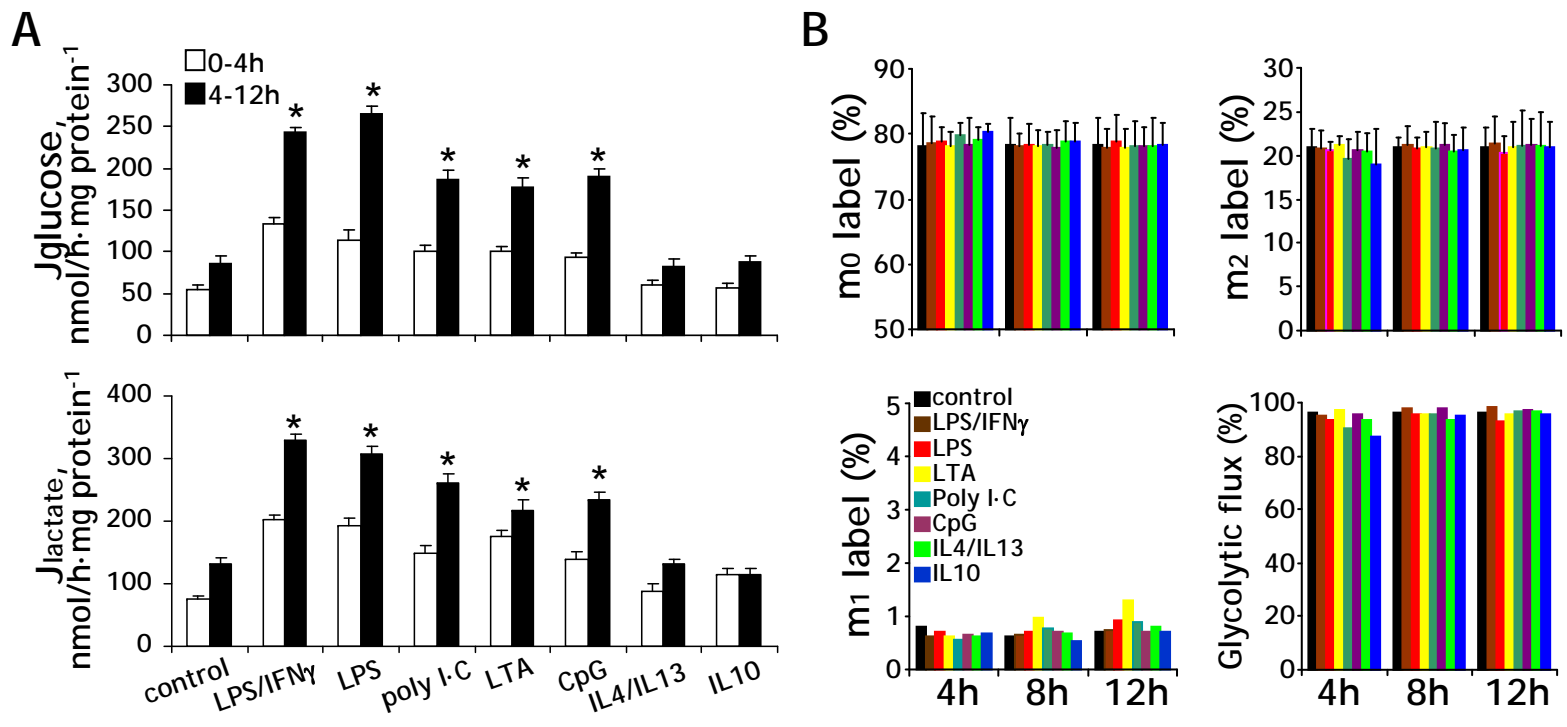 A
0-4h
4-12h
Jglucose,
nmol/h·mg protein-1
300
250
200
150
100
50
0
* * * * *
Jlactate,
nmol/h·mg protein-1
400
300
200
100
0
* * * * *
control LPS/IFNγ LPS poly I·C LTA CpG IL4/IL13 IL10
B
m0 label (%)
90
80
70
60
50
m2 label (%)
30
25
20
15
10
5
0
m1 label (%)
5
4
3
2
1
0
control
LPS/IFNγ
LPS
LTA
Poly I·C
CpG
IL4/IL13
IL10
4h 8h 12h
Glycolytic flux (%)
100
80
60
40
20
0
4h 8h 12h